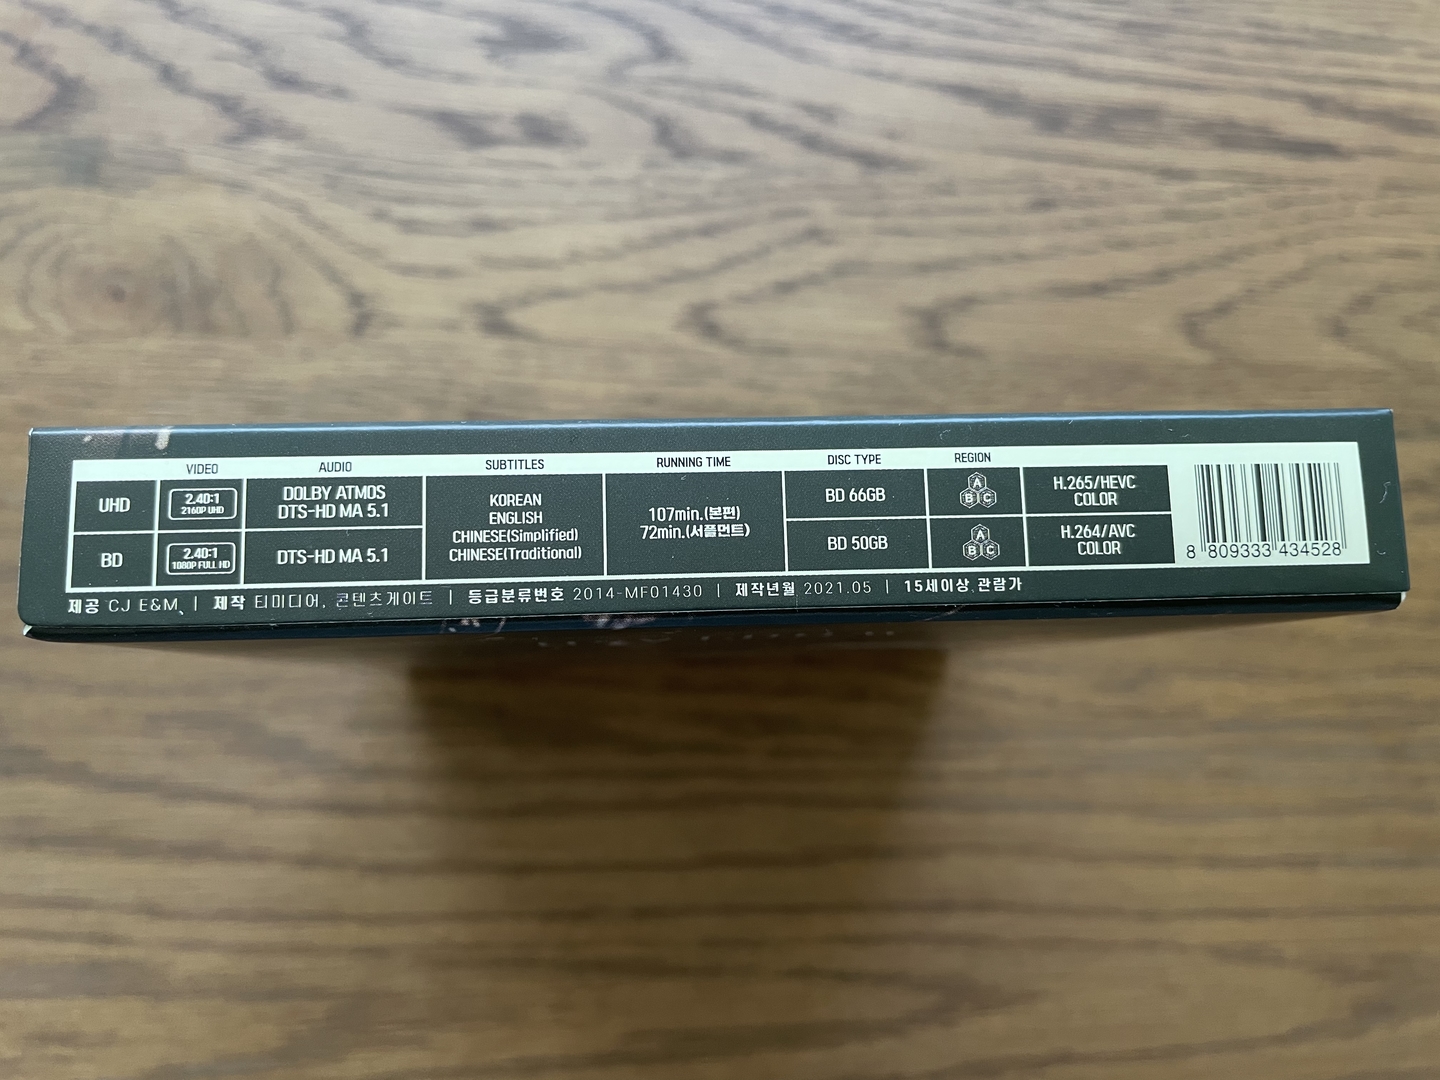 VIDEO AUDIO SUBTITLES RUNNING TIME DISC TYPE REGION
UHD
2.40:1
2160P UHD
DOLBY ATMOS
DTS-HD MA 5.1
BD
2.40:1
1080P FULL HD
DTS-HD MA 5.1
KOREAN
ENGLISH
CHINESE(Simplified)
CHINESE(Traditional)
107min.(본편)
72min.(서플먼트)
BD 66GB
BD 50GB
A
B C
A
B C
H.265/HEVC
COLOR
H.264/AVC
COLOR
8 809333 434528
제공 CJ E&M, | 제작 티미디어, 콘텐츠게이트 | 등급분류번호 2014-MF01430 | 제작년월 2021.05 | 15세이상 관람가